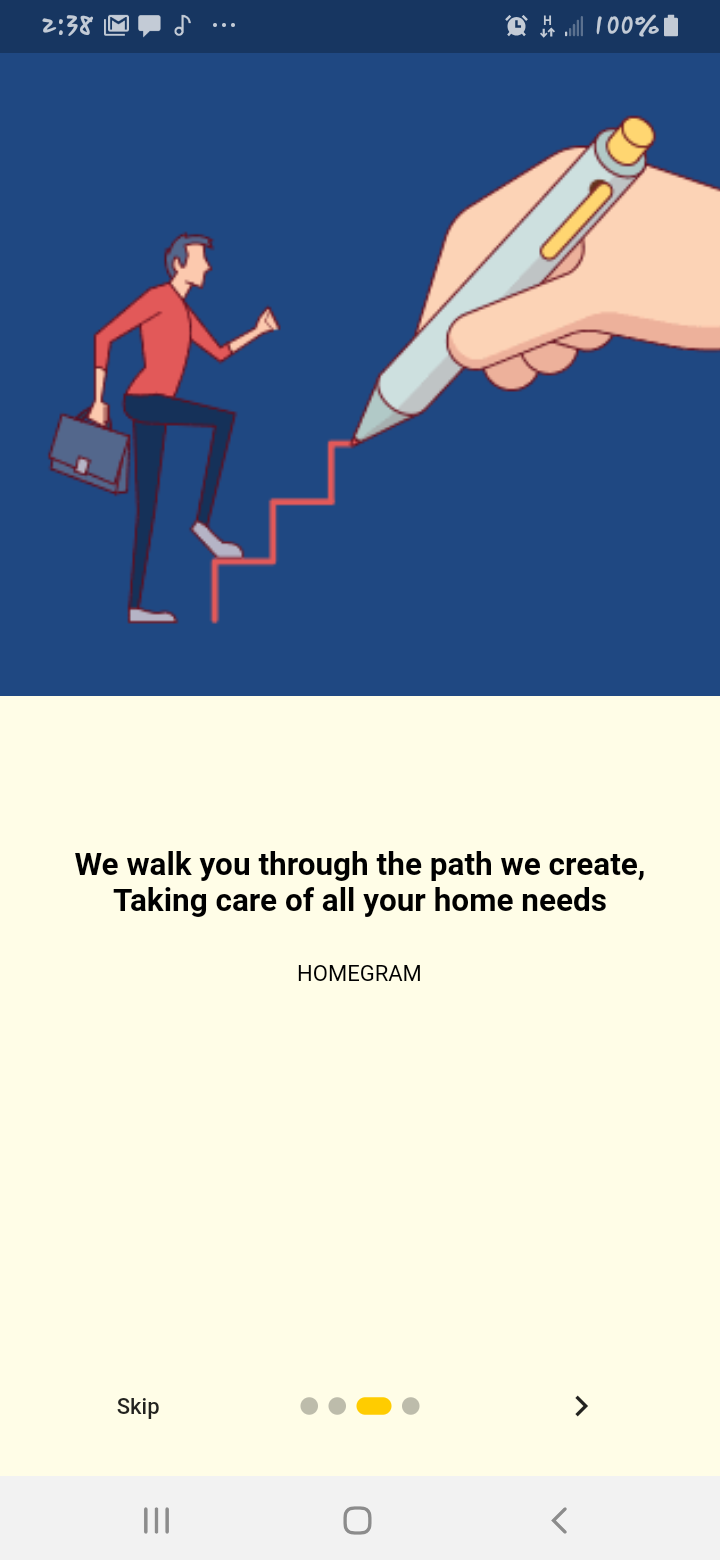 2:38
H
100%
We walk you through the path we create,
Taking care of all your home needs
HOMEGRAM
Skip